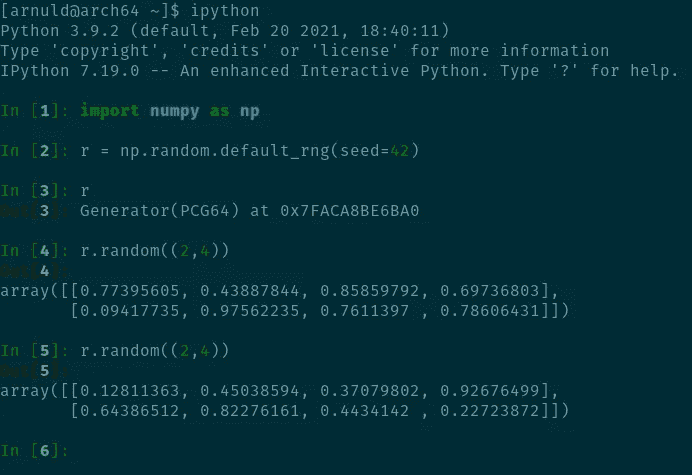 [arnuld@arch64 ~]$ ipython
Python 3.9.2 (default, Feb 20 2021, 18:40:11)
Type 'copyright', 'credits' or 'license' for more information
IPython 7.19.0 -- An enhanced Interactive Python. Type '?' for help.
In [1]: import numpy as np
In [2]: r = np.random.default_rng(seed=42)
In [3]: r
3 Generator(PCG64) at 0x7FACA8BE6BA0
In [4]: r.random((2,4))
4
array([[0.77395605, 0.43887844, 0.85859792, 0.69736803],
[0.09417735, 0.97562235, 0.7611397 , 0.78606431]])
In [5]: r.random((2,4))
5
array([[0.12811363, 0.45038594, 0.37079802, 0.92676499],
[0.64386512, 0.82276161, 0.4434142 , 0.22723872]])
In [6]: